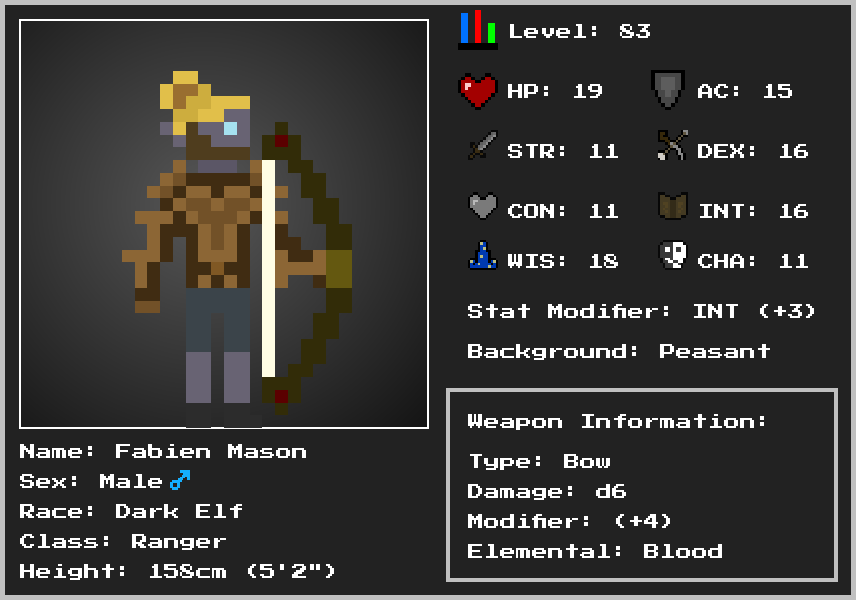 Level: 83
HP: 19
AC: 15
STR: 11
DEX: 16
CON: 11
INT: 16
WIS: 18
CHA: 11
Stat Modifier: INT (+3)
Background: Peasant
Weapon Information:
Type: Bow
Damage: d6
Modifier: (+4)
Elemental: Blood
Name: Fabien Mason
Sex: Male ♂
Race: Dark Elf
Class: Ranger
Height: 158cm (5'2")